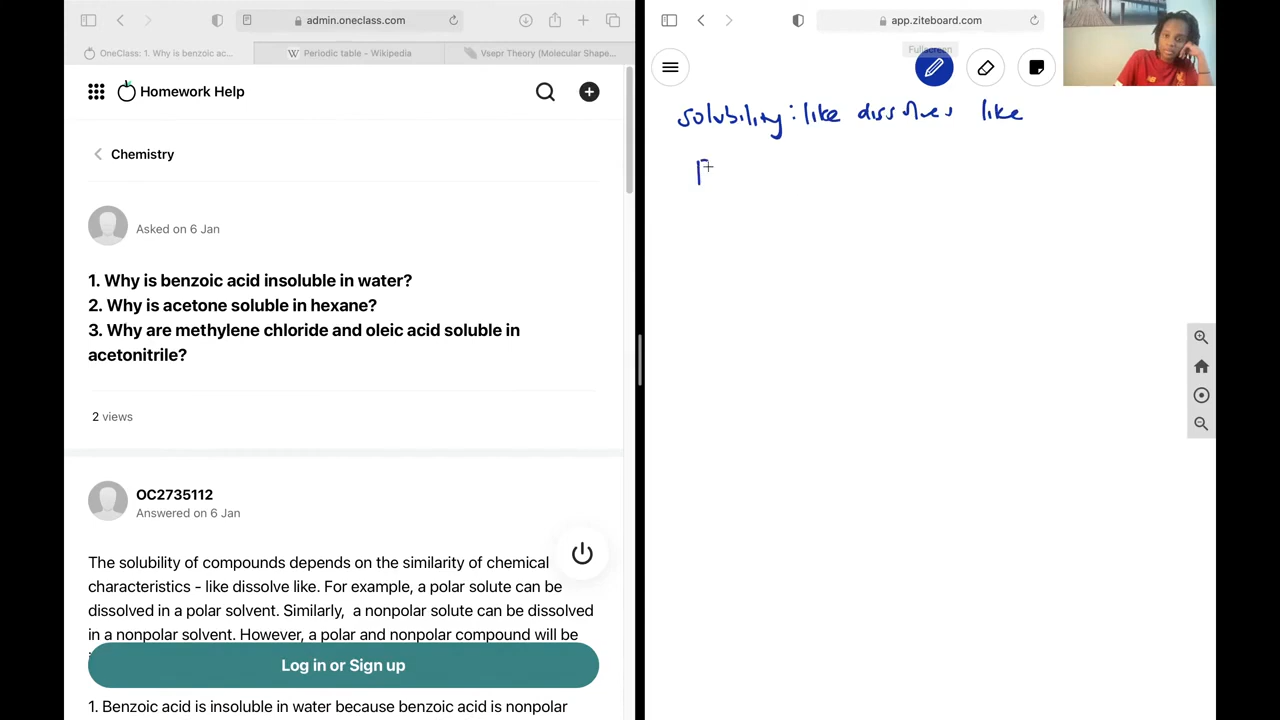 admin.oneclass.com
app.ziteboard.com
OneClass: 1. Why is benzoic ac...
Periodic table - Wikipedia
Vsepr Theory (Molecular Shape...
Fullscreen
Homework Help
solubility: like dissolves like
Chemistry
Asked on 6 Jan
1. Why is benzoic acid insoluble in water?
2. Why is acetone soluble in hexane?
3. Why are methylene chloride and oleic acid soluble in
acetonitrile?
2 views
OC2735112
Answered on 6 Jan
The solubility of compounds depends on the similarity of chemical
characteristics - like dissolve like. For example, a polar solute can be
dissolved in a polar solvent. Similarly, a nonpolar solute can be dissolved
in a nonpolar solvent. However, a polar and nonpolar compound will be
Log in or Sign up
1. Benzoic acid is insoluble in water because benzoic acid is nonpolar